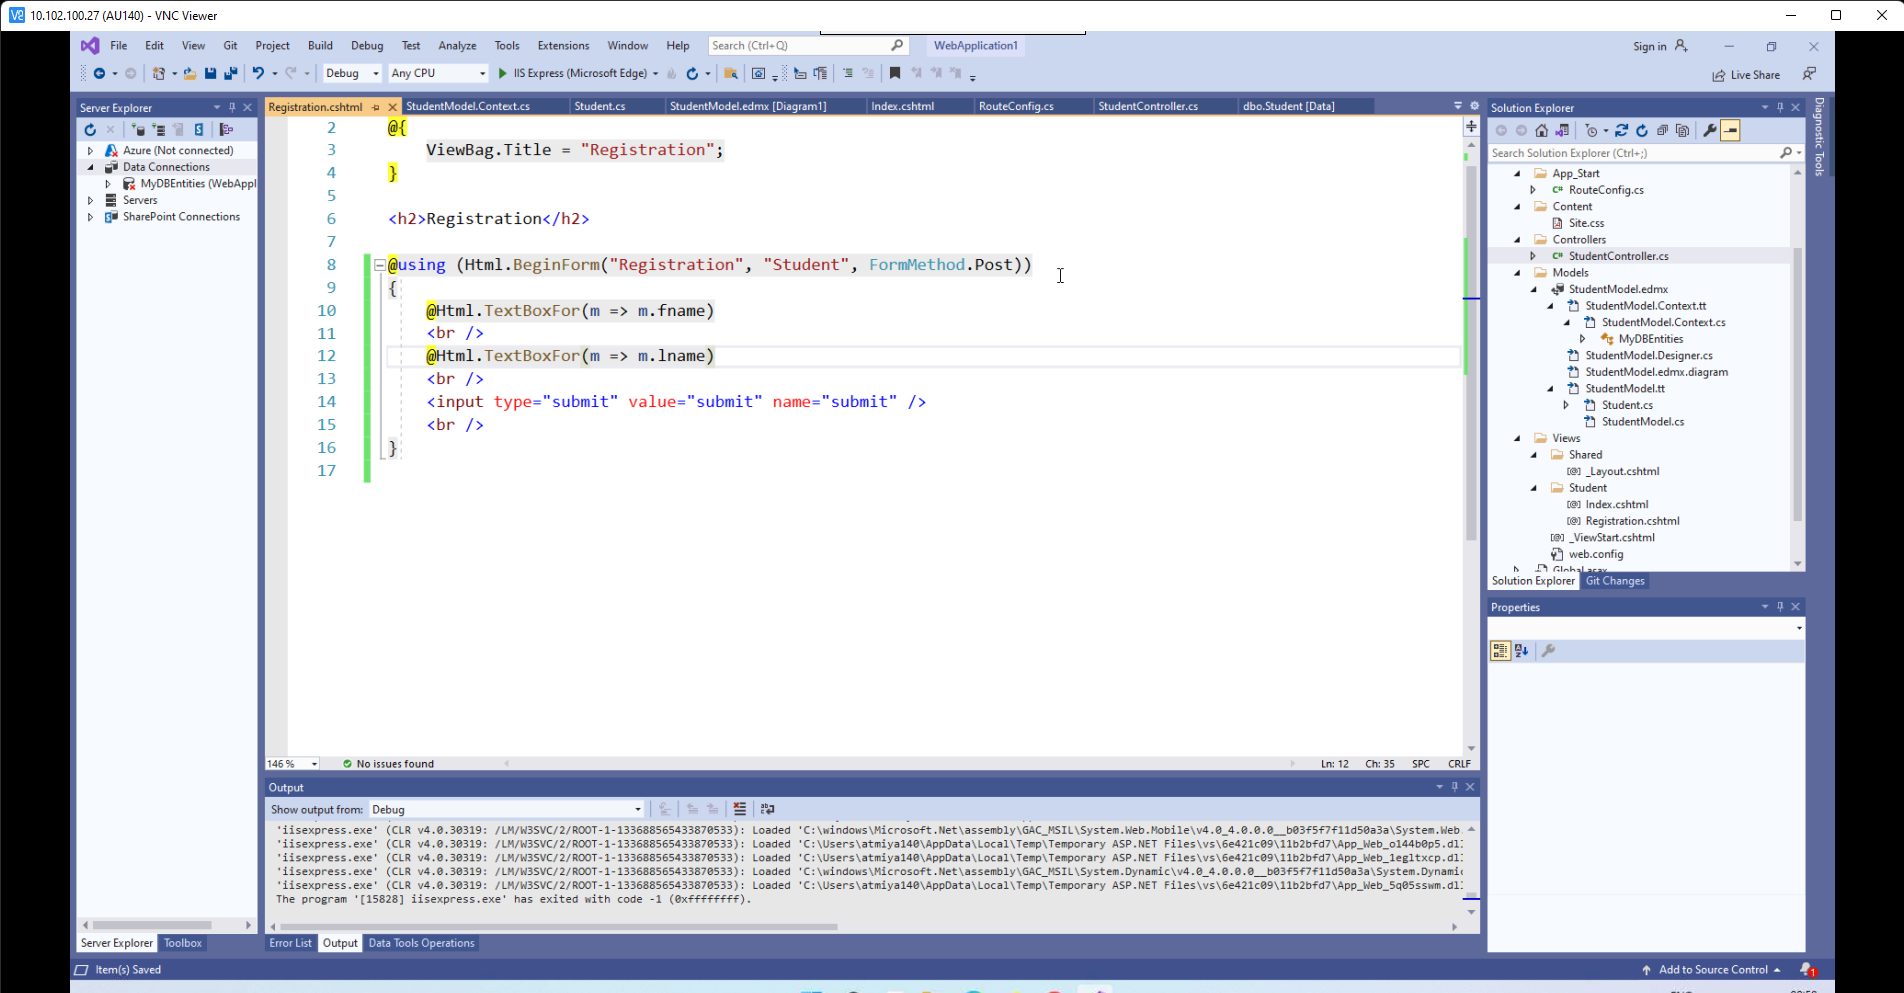 10.102.100.27 (AU140) - VNC Viewer
File Edit View Git Project Build Debug Test Analyze Tools Extensions Window Help Search (Ctrl+Q) WebApplication1 Sign in
Debug Any CPU IIS Express (Microsoft Edge) Live Share
Server Explorer
Azure (Not connected)
Data Connections
MyDBEntities (WebAppl
Servers
SharePoint Connections
Server Explorer Toolbox
Registration.cshtml StudentModel.Context.cs Student.cs StudentModel.edmx [Diagram1] Index.cshtml RouteConfig.cs StudentController.cs dbo.Student [Data]
2 @{
3 ViewBag.Title = "Registration";
4 }
5
6 <h2>Registration</h2>
7
8 @using (Html.BeginForm("Registration", "Student", FormMethod.Post))
9 {
10 @Html.TextBoxFor(m => m.fname)
11 <br />
12 @Html.TextBoxFor(m => m.lname)
13 <br />
14 <input type="submit" value="submit" name="submit" />
15 <br />
16 }
17
146 % No issues found Ln: 12 Ch: 35 SPC CRLF
Output
Show output from: Debug
'iisexpress.exe' (CLR v4.0.30319: /LM/W3SVC/2/ROOT-1-133688565433870533): Loaded 'C:\windows\Microsoft.Net\assembly\GAC_MSIL\System.Web.Mobile\v4.0_4.0.0.0__b03f5f7f11d50a3a\System.Web.
'iisexpress.exe' (CLR v4.0.30319: /LM/W3SVC/2/ROOT-1-133688565433870533): Loaded 'C:\Users\atmiya140\AppData\Local\Temp\Temporary ASP.NET Files\vs\6e421c09\11b2bfd7\App_Web_o144b0p5.dll
'iisexpress.exe' (CLR v4.0.30319: /LM/W3SVC/2/ROOT-1-133688565433870533): Loaded 'C:\Users\atmiya140\AppData\Local\Temp\Temporary ASP.NET Files\vs\6e421c09\11b2bfd7\App_Web_1egltxcp.dll
'iisexpress.exe' (CLR v4.0.30319: /LM/W3SVC/2/ROOT-1-133688565433870533): Loaded 'C:\windows\Microsoft.Net\assembly\GAC_MSIL\System.Dynamic\v4.0_4.0.0.0__b03f5f7f11d50a3a\System.Dynamic
'iisexpress.exe' (CLR v4.0.30319: /LM/W3SVC/2/ROOT-1-133688565433870533): Loaded 'C:\Users\atmiya140\AppData\Local\Temp\Temporary ASP.NET Files\vs\6e421c09\11b2bfd7\App_Web_5q05sswm.dll
The program '[15828] iisexpress.exe' has exited with code -1 (0xffffffff).
Error List Output Data Tools Operations
Solution Explorer
Search Solution Explorer (Ctrl+;)
App_Start
C# RouteConfig.cs
Content
Site.css
Controllers
C# StudentController.cs
Models
StudentModel.edmx
StudentModel.Context.tt
StudentModel.Context.cs
MyDBEntities
StudentModel.Designer.cs
StudentModel.edmx.diagram
StudentModel.tt
Student.cs
StudentModel.cs
Views
Shared
[@] _Layout.cshtml
Student
[@] Index.cshtml
[@] Registration.cshtml
[@] _ViewStart.cshtml
web.config
Global.asax
Solution Explorer Git Changes
Properties
Diagnostic Tools
Item(s) Saved Add to Source Control 1